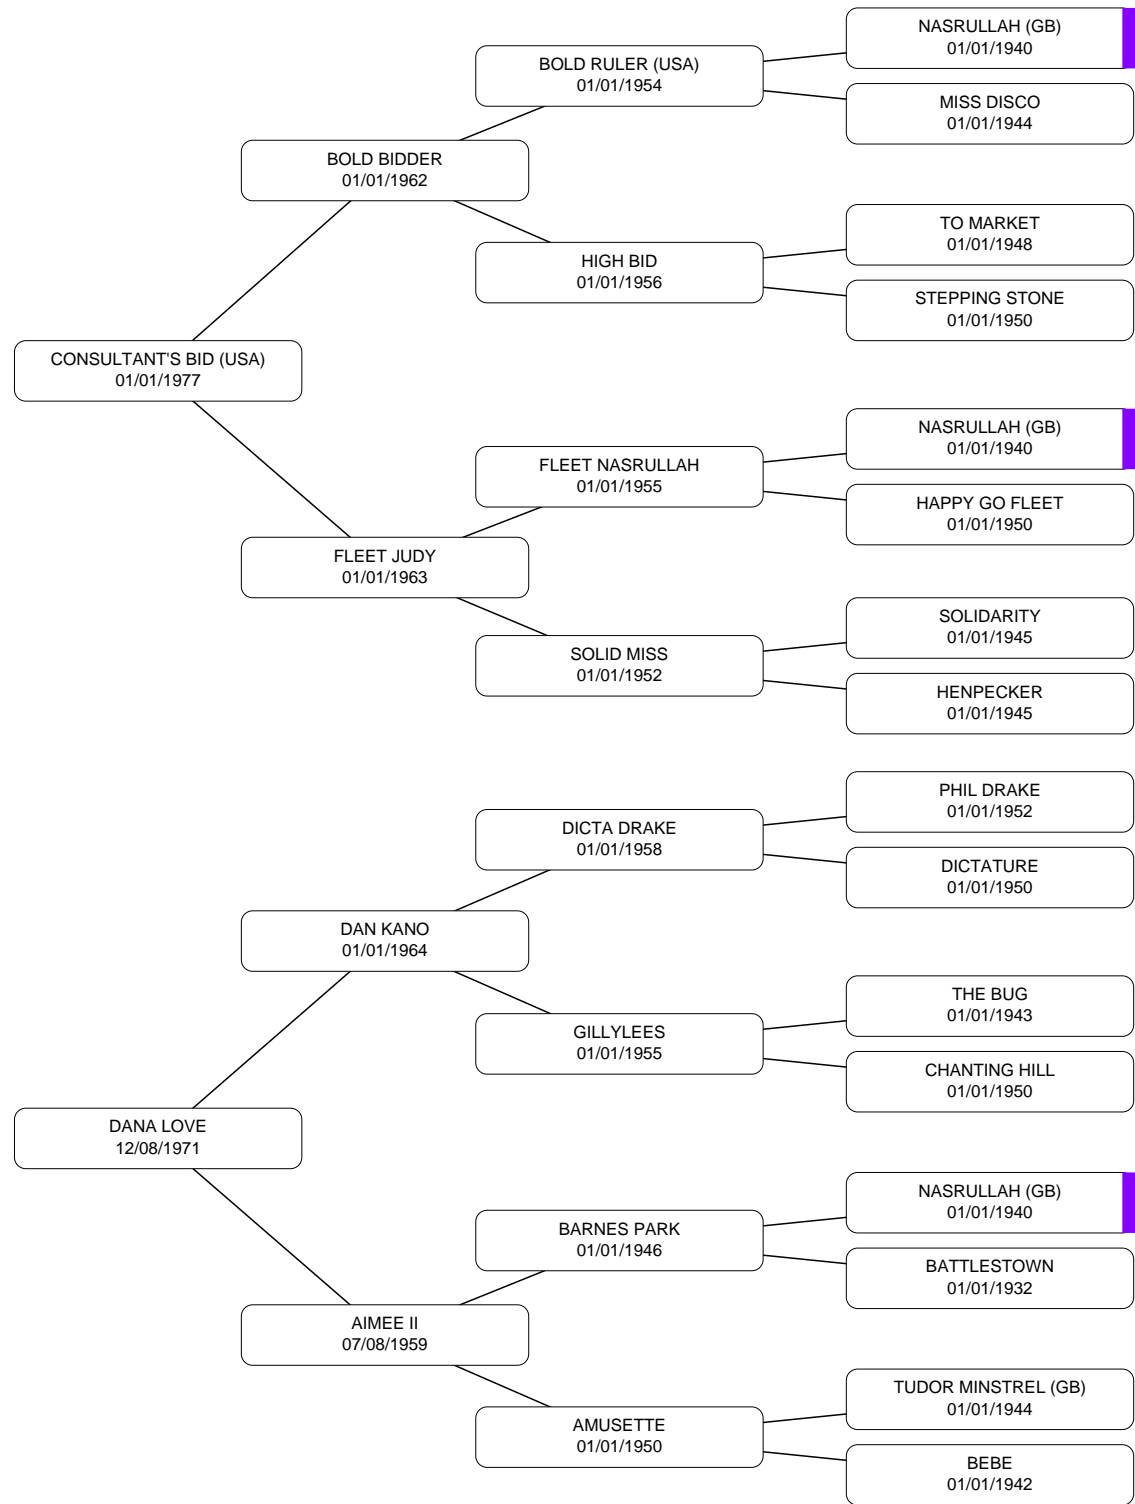 NASRULLAH (GB)
01/01/1940
BOLD RULER (USA)
01/01/1954
MISS DISCO
01/01/1944
BOLD BIDDER
01/01/1962
TO MARKET
01/01/1948
HIGH BID
01/01/1956
STEPPING STONE
01/01/1950
CONSULTANT'S BID (USA)
01/01/1977
NASRULLAH (GB)
01/01/1940
FLEET NASRULLAH
01/01/1955
HAPPY GO FLEET
01/01/1950
FLEET JUDY
01/01/1963
SOLIDARITY
01/01/1945
SOLID MISS
01/01/1952
HENPECKER
01/01/1945
PHIL DRAKE
01/01/1952
DICTA DRAKE
01/01/1958
DICTATURE
01/01/1950
DAN KANO
01/01/1964
THE BUG
01/01/1943
GILLYLEES
01/01/1955
CHANTING HILL
01/01/1950
DANA LOVE
12/08/1971
NASRULLAH (GB)
01/01/1940
BARNES PARK
01/01/1946
BATTLESTOWN
01/01/1932
AIMEE II
07/08/1959
TUDOR MINSTREL (GB)
01/01/1944
AMUSETTE
01/01/1950
BEBE
01/01/1942